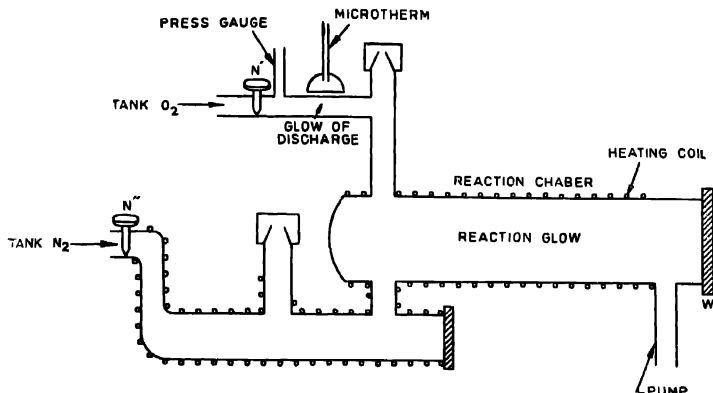 MICROTHERM
PRESS GAUGE
N'
TANK O2
GLOW OF
DISCHARGE
HEATING COIL
REACTION CHABER
N"
TANK N2
REACTION GLOW
W
PUMP